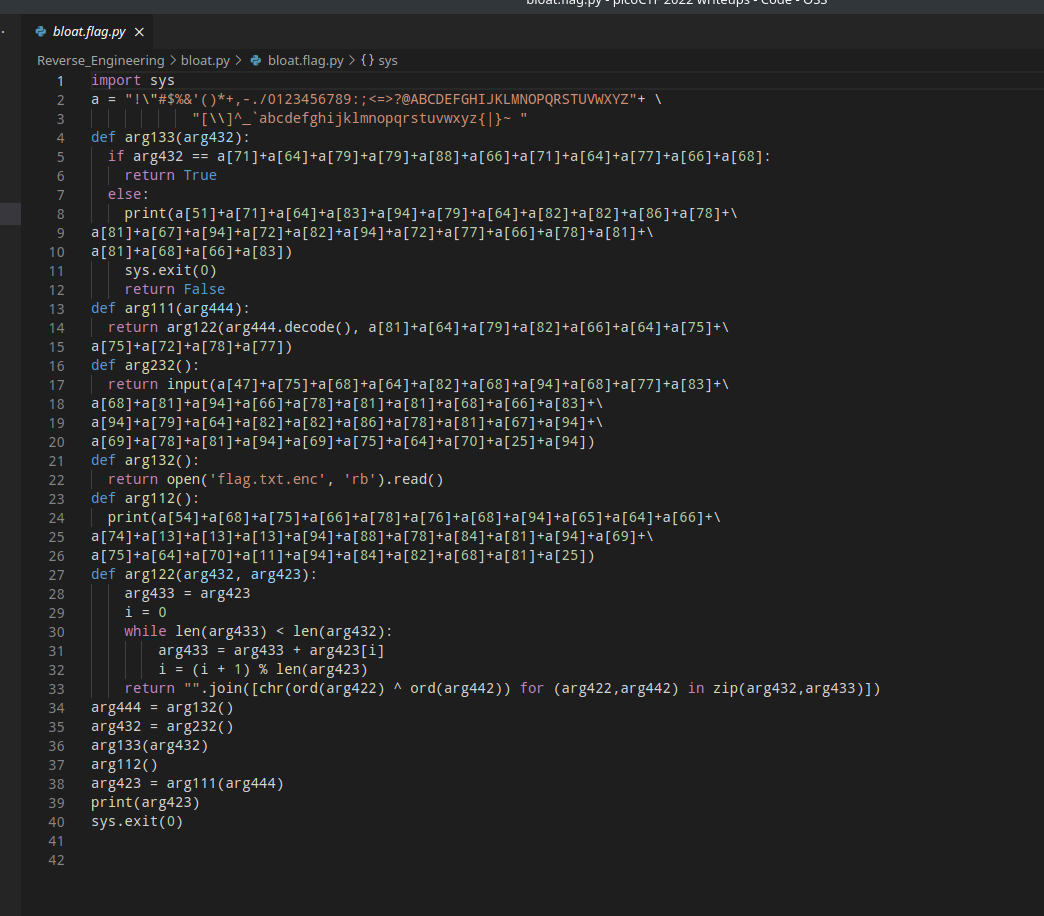 bloat.flag.py - picoCTF 2022 writeups - Code - OSS
bloat.flag.py ×
Reverse_Engineering > bloat.py > bloat.flag.py > {} sys
1 import sys
2 a = "!\"#$%&'()*+,-./0123456789:;<=>?@ABCDEFGHIJKLMNOPQRSTUVWXYZ"+ \
3             "[\\]^_`abcdefghijklmnopqrstuvwxyz{|}~ "
4 def arg133(arg432):
5   if arg432 == a[71]+a[64]+a[79]+a[79]+a[88]+a[66]+a[71]+a[64]+a[77]+a[66]+a[68]:
6     return True
7   else:
8     print(a[51]+a[71]+a[64]+a[83]+a[94]+a[79]+a[64]+a[82]+a[82]+a[86]+a[78]+\
9 a[81]+a[67]+a[94]+a[72]+a[82]+a[94]+a[72]+a[77]+a[66]+a[78]+a[81]+\
10 a[81]+a[68]+a[66]+a[83])
11     sys.exit(0)
12     return False
13 def arg111(arg444):
14   return arg122(arg444.decode(), a[81]+a[64]+a[79]+a[82]+a[66]+a[64]+a[75]+\
15 a[75]+a[72]+a[78]+a[77])
16 def arg232():
17   return input(a[47]+a[75]+a[68]+a[64]+a[82]+a[68]+a[94]+a[68]+a[77]+a[83]+\
18 a[68]+a[81]+a[94]+a[66]+a[78]+a[81]+a[81]+a[68]+a[66]+a[83]+\
19 a[94]+a[79]+a[64]+a[82]+a[82]+a[86]+a[78]+a[81]+a[67]+a[94]+\
20 a[69]+a[78]+a[81]+a[94]+a[69]+a[75]+a[64]+a[70]+a[25]+a[94])
21 def arg132():
22   return open('flag.txt.enc', 'rb').read()
23 def arg112():
24   print(a[54]+a[68]+a[75]+a[66]+a[78]+a[76]+a[68]+a[94]+a[65]+a[64]+a[66]+\
25 a[74]+a[13]+a[13]+a[13]+a[94]+a[88]+a[78]+a[84]+a[81]+a[94]+a[69]+\
26 a[75]+a[64]+a[70]+a[11]+a[94]+a[84]+a[82]+a[68]+a[81]+a[25])
27 def arg122(arg432, arg423):
28     arg433 = arg423
29     i = 0
30     while len(arg433) < len(arg432):
31         arg433 = arg433 + arg423[i]
32         i = (i + 1) % len(arg423)
33     return "".join([chr(ord(arg422) ^ ord(arg442)) for (arg422,arg442) in zip(arg432,arg433)])
34 arg444 = arg132()
35 arg432 = arg232()
36 arg133(arg432)
37 arg112()
38 arg423 = arg111(arg444)
39 print(arg423)
40 sys.exit(0)
41
42